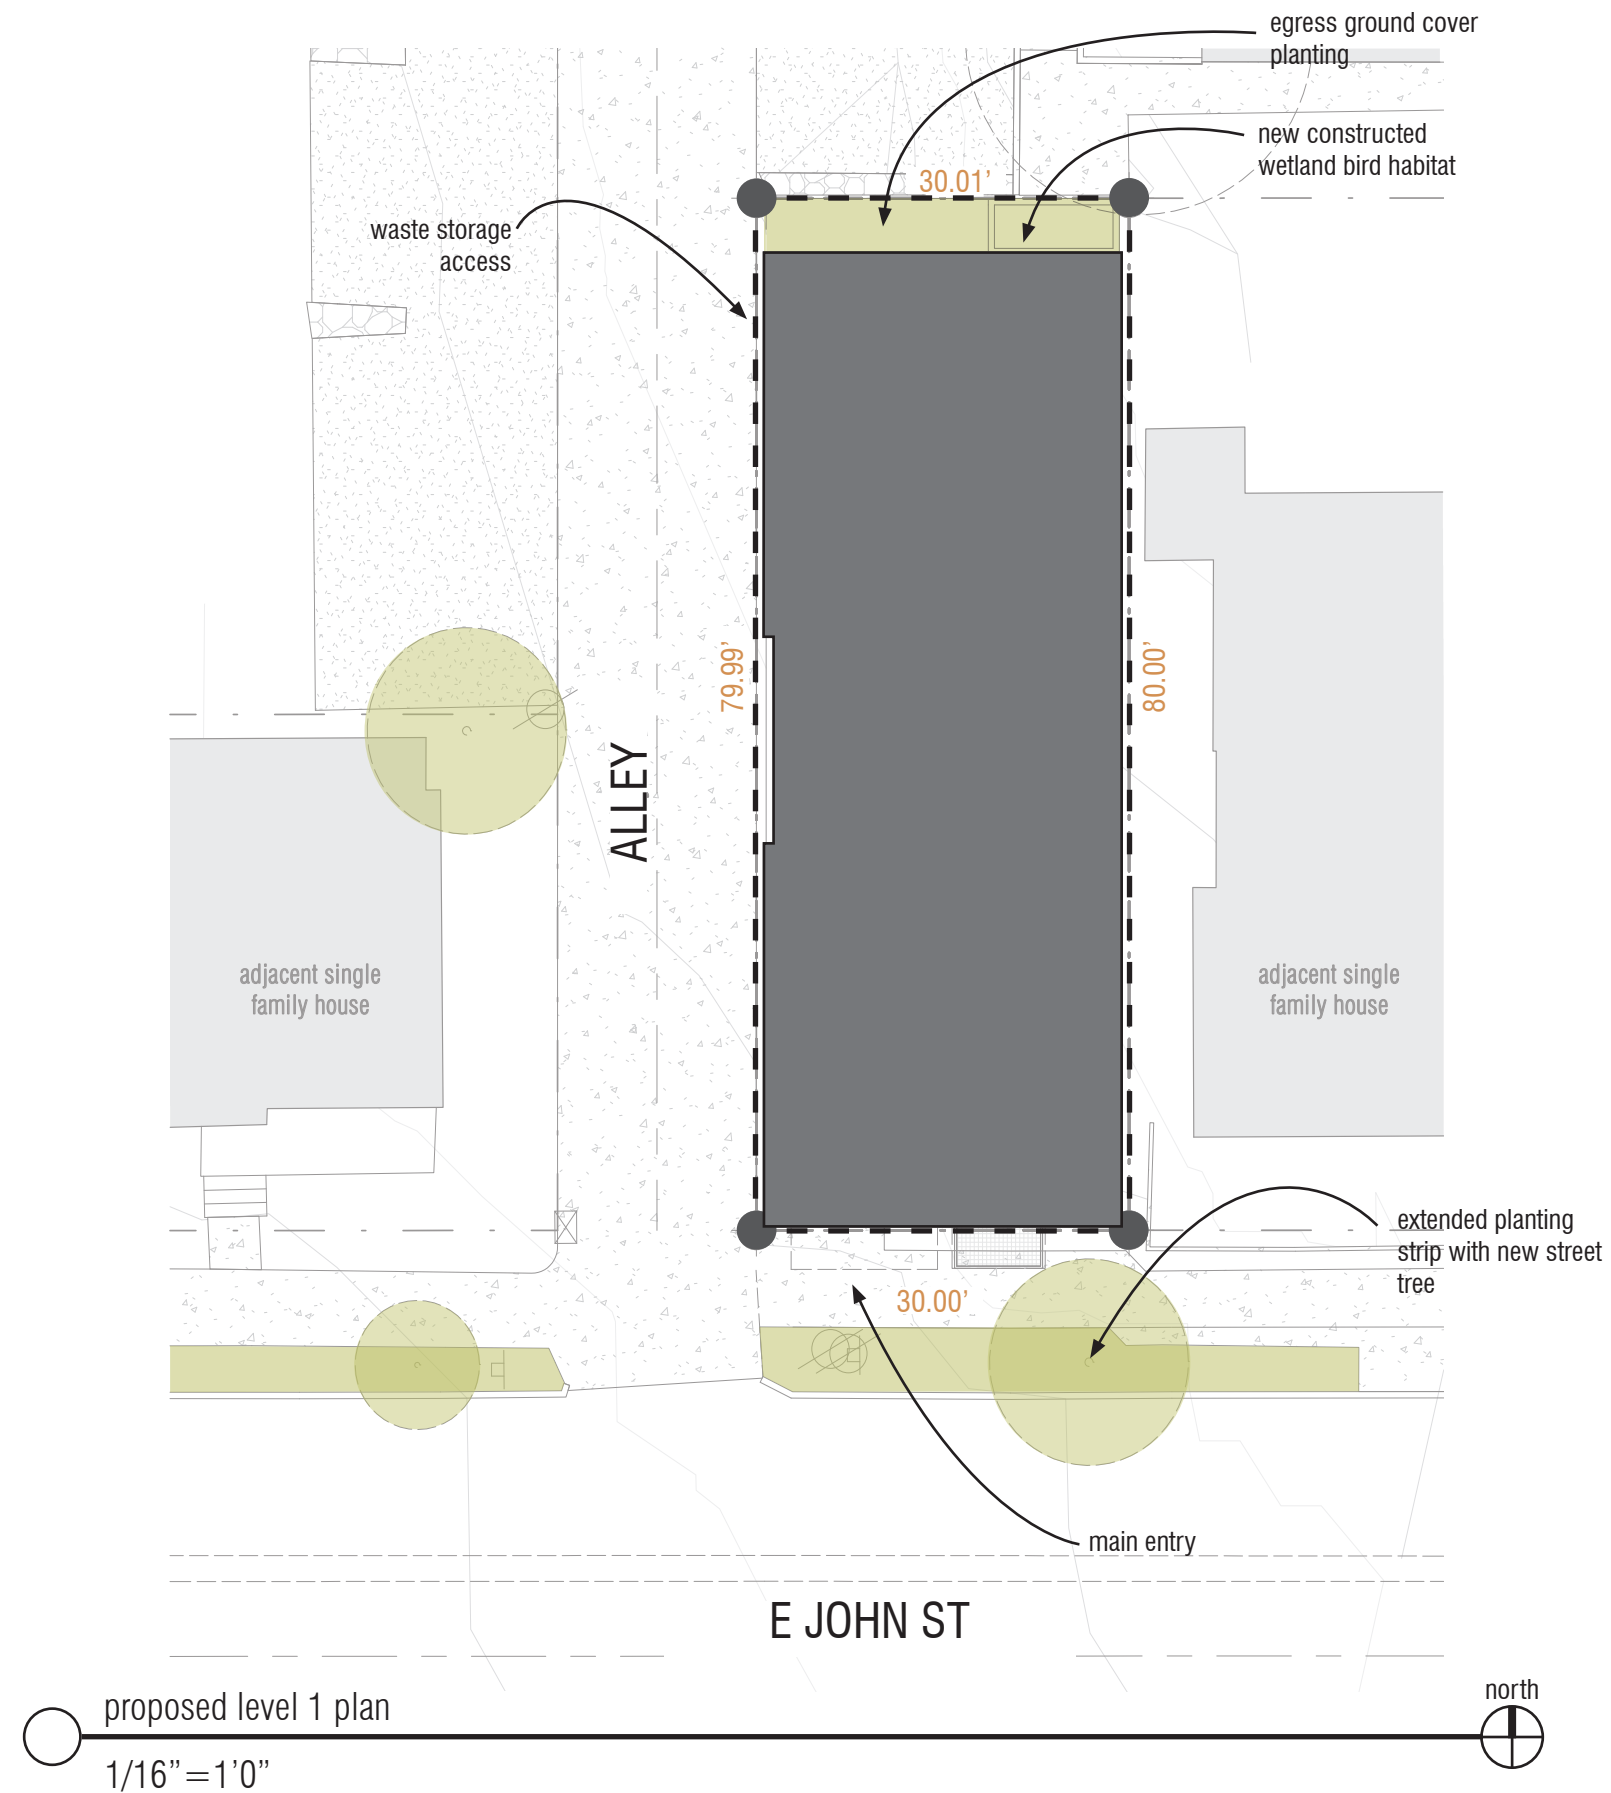 egress ground cover
planting
new constructed
wetland bird habitat
30.01’
waste storage
access
79.99’
80.00’
ALLEY
adjacent single
family house
adjacent single
family house
extended planting
strip with new street
tree
30.00’
main entry
E JOHN ST
north
proposed level 1 plan
1/16”=1’0”